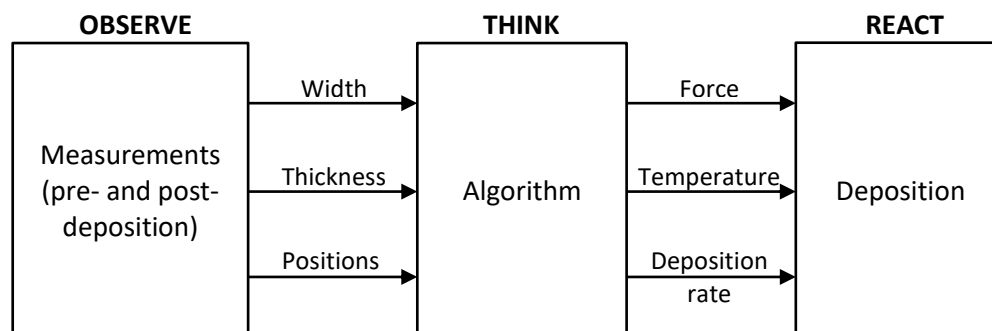 OBSERVE
THINK
REACT
Measurements
(pre- and post-
deposition)
Width
Thickness
Positions
Algorithm
Force
Temperature
Deposition
rate
Deposition